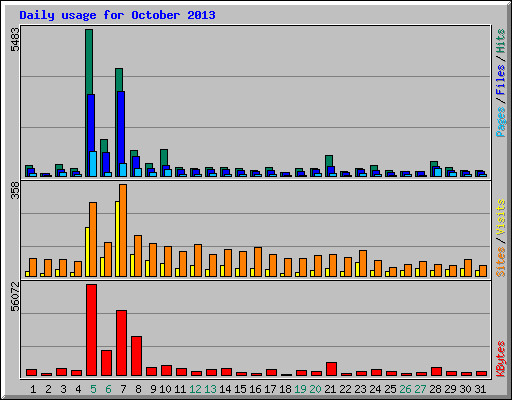 Daily usage for October 2013
5483
Pages / Files / Hits
358
Sites / Visits
56072
KBytes
1 2 3 4 5 6 7 8 9 10 11 12 13 14 15 16 17 18 19 20 21 22 23 24 25 26 27 28 29 30 31